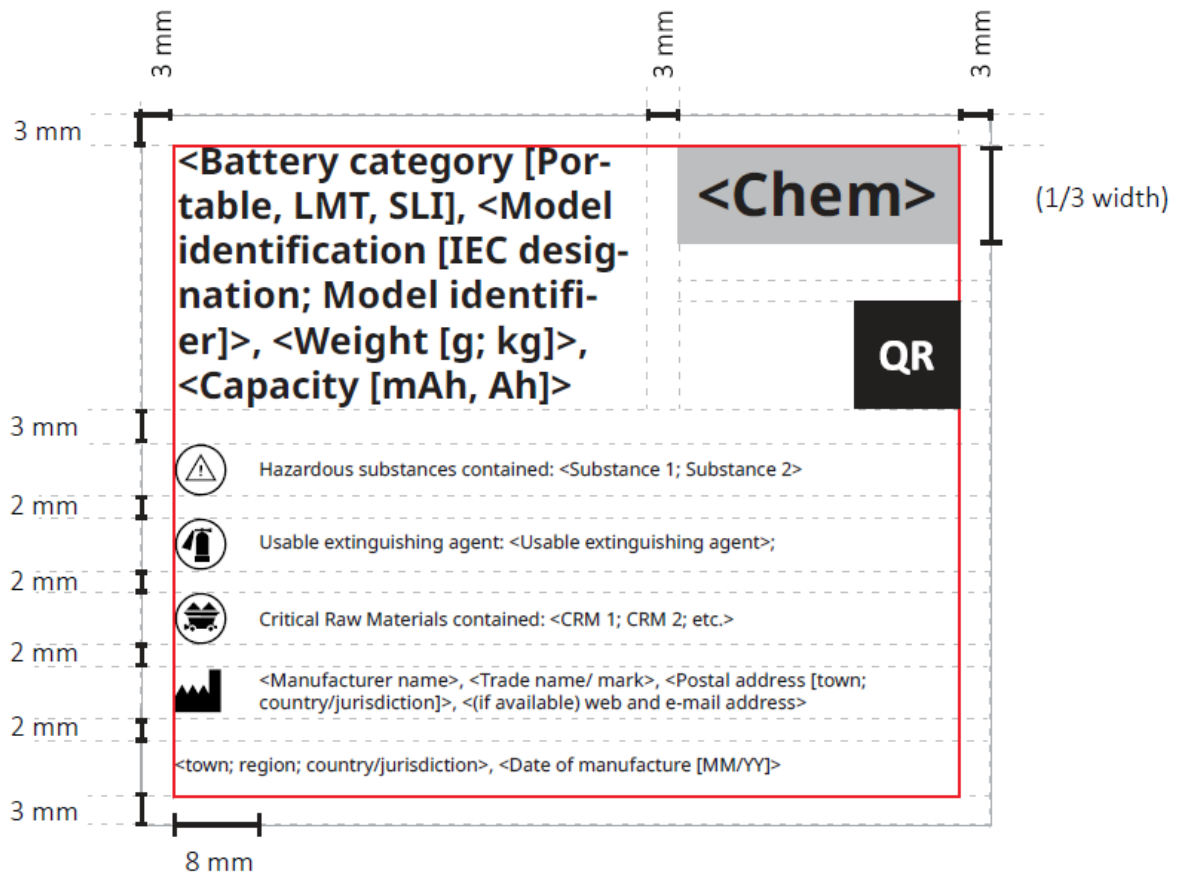 3 mm
3 mm
3 mm
3 mm
<Battery category [Por-
table, LMT, SLI], <Model
identification [IEC desig-
nation; Model identifi-
er]>, <Weight [g; kg]>,
<Capacity [mAh, Ah]>
<Chem>
(1/3 width)
QR
3 mm
Hazardous substances contained: <Substance 1; Substance 2>
2 mm
Usable extinguishing agent: <Usable extinguishing agent>;
2 mm
Critical Raw Materials contained: <CRM 1; CRM 2; etc.>
2 mm
<Manufacturer name>, <Trade name/ mark>, <Postal address [town;
country/jurisdiction]>, <(if available) web and e-mail address>
2 mm
<town; region; country/jurisdiction>, <Date of manufacture [MM/YY]>
3 mm
8 mm